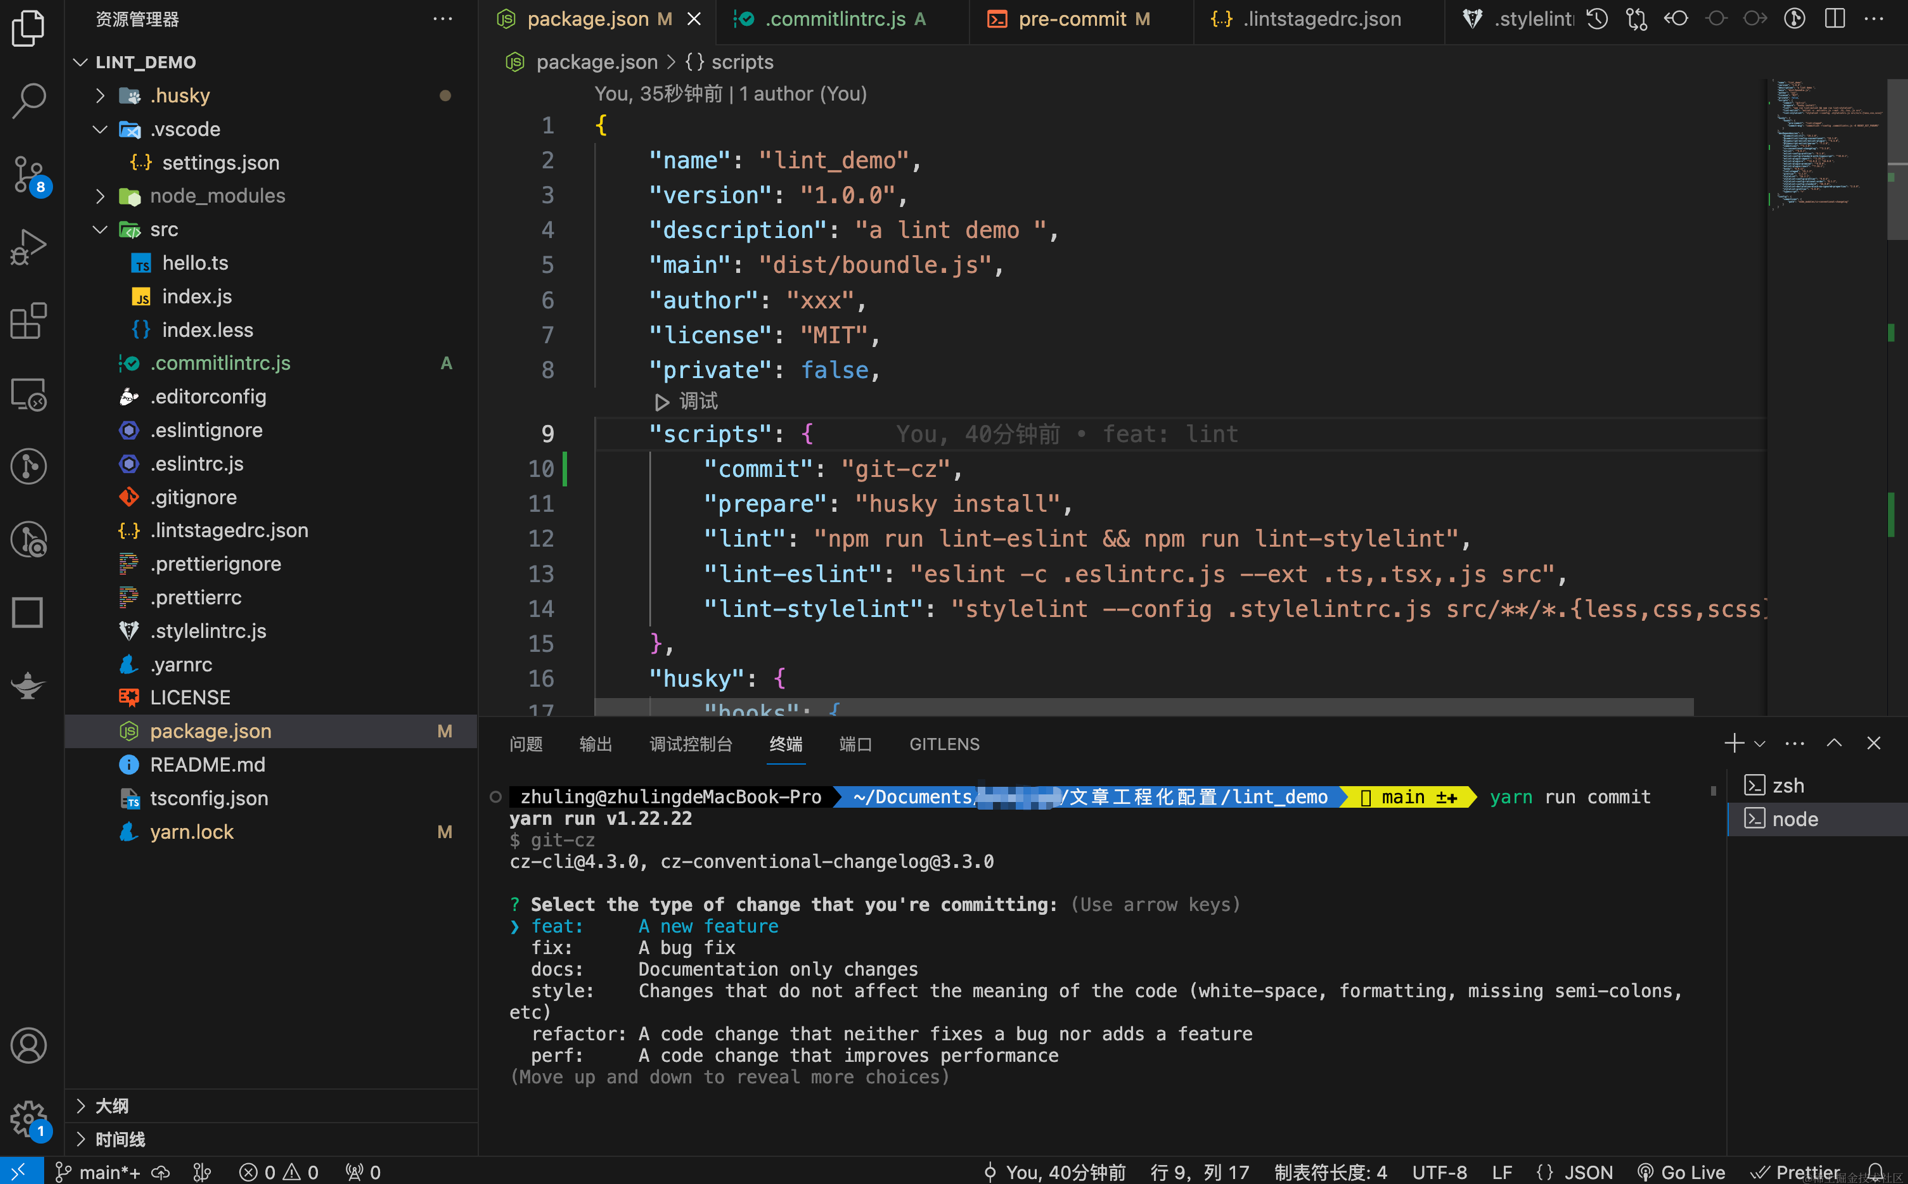 资源管理器
LINT_DEMO
.husky
.vscode
settings.json
node_modules
src
hello.ts
index.js
index.less
.commitlintrc.js A
.editorconfig
.eslintignore
.eslintrc.js
.gitignore
.lintstagedrc.json
.prettierignore
.prettierrc
.stylelintrc.js
.yarnrc
LICENSE
package.json M
README.md
tsconfig.json
yarn.lock M
大纲
时间线
8
1
package.json M
.commitlintrc.js A
pre-commit M
.lintstagedrc.json
.stylelint
package.json > {} scripts
You, 35秒钟前 | 1 author (You)
1 {
2 "name": "lint_demo",
3 "version": "1.0.0",
4 "description": "a lint demo ",
5 "main": "dist/boundle.js",
6 "author": "xxx",
7 "license": "MIT",
8 "private": false,
调试
9 "scripts": { You, 40分钟前 • feat: lint
10 "commit": "git-cz",
11 "prepare": "husky install",
12 "lint": "npm run lint-eslint && npm run lint-stylelint",
13 "lint-eslint": "eslint -c .eslintrc.js --ext .ts,.tsx,.js src",
14 "lint-stylelint": "stylelint --config .stylelintrc.js src/**/*.{less,css,scss}
15 },
16 "husky": {
17 "hooks": {
问题 输出 调试控制台 终端 端口 GITLENS
zsh
node
zhuling@zhulingdeMacBook-Pro ~/Documents/ /文章工程化配置/lint_demo main ±✚ yarn run commit
yarn run v1.22.22
$ git-cz
cz-cli@4.3.0, cz-conventional-changelog@3.3.0
? Select the type of change that you're committing: (Use arrow keys)
❯ feat: A new feature
fix: A bug fix
docs: Documentation only changes
style: Changes that do not affect the meaning of the code (white-space, formatting, missing semi-colons,
etc)
refactor: A code change that neither fixes a bug nor adds a feature
perf: A code change that improves performance
(Move up and down to reveal more choices)
main*+ 0 0 0 You, 40分钟前 行 9，列 17 制表符长度: 4 UTF-8 LF {} JSON Go Live Prettier